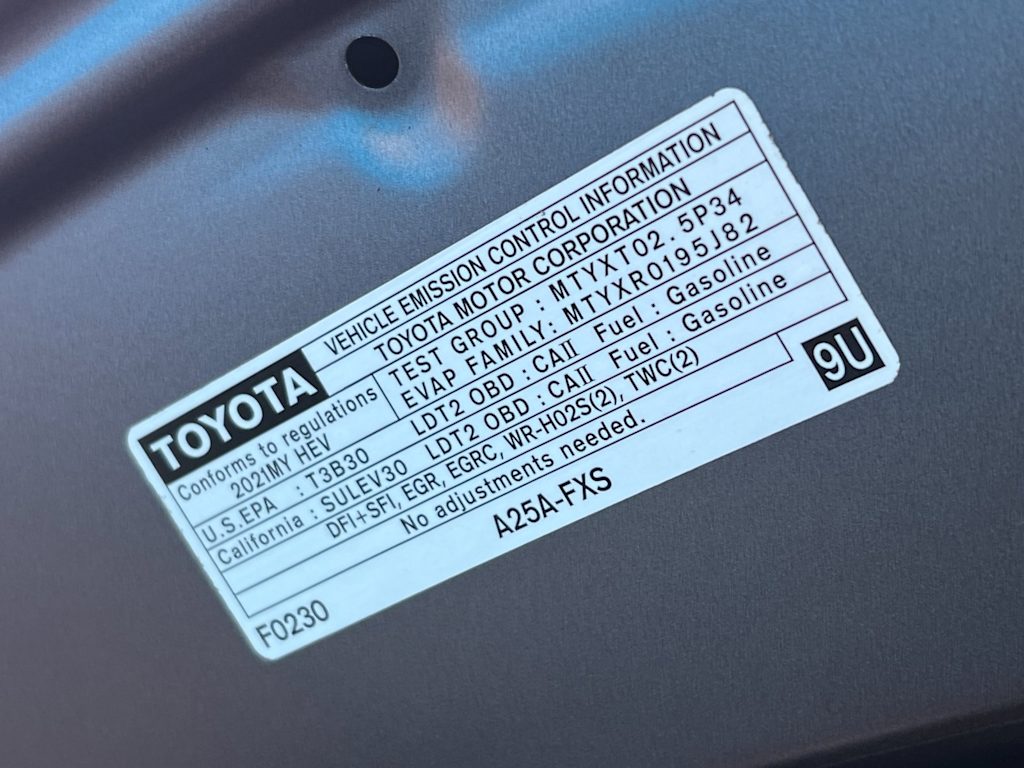 VEHICLE EMISSION CONTROL INFORMATION
TOYOTA
TOYOTA MOTOR CORPORATION
Conforms to regulations
2021MY HEV
TEST GROUP : MTYXT02.5P34
EVAP FAMILY: MTYXR0195J82
U.S.EPA : T3B30 LDT2 OBD : CAII Fuel : Gasoline
California : SULEV30 LDT2 OBD : CAII Fuel : Gasoline
DFI+SFI, EGR, EGRC, WR-HO2S(2), TWC(2)
No adjustments needed.
9U
F0230
A25A-FXS